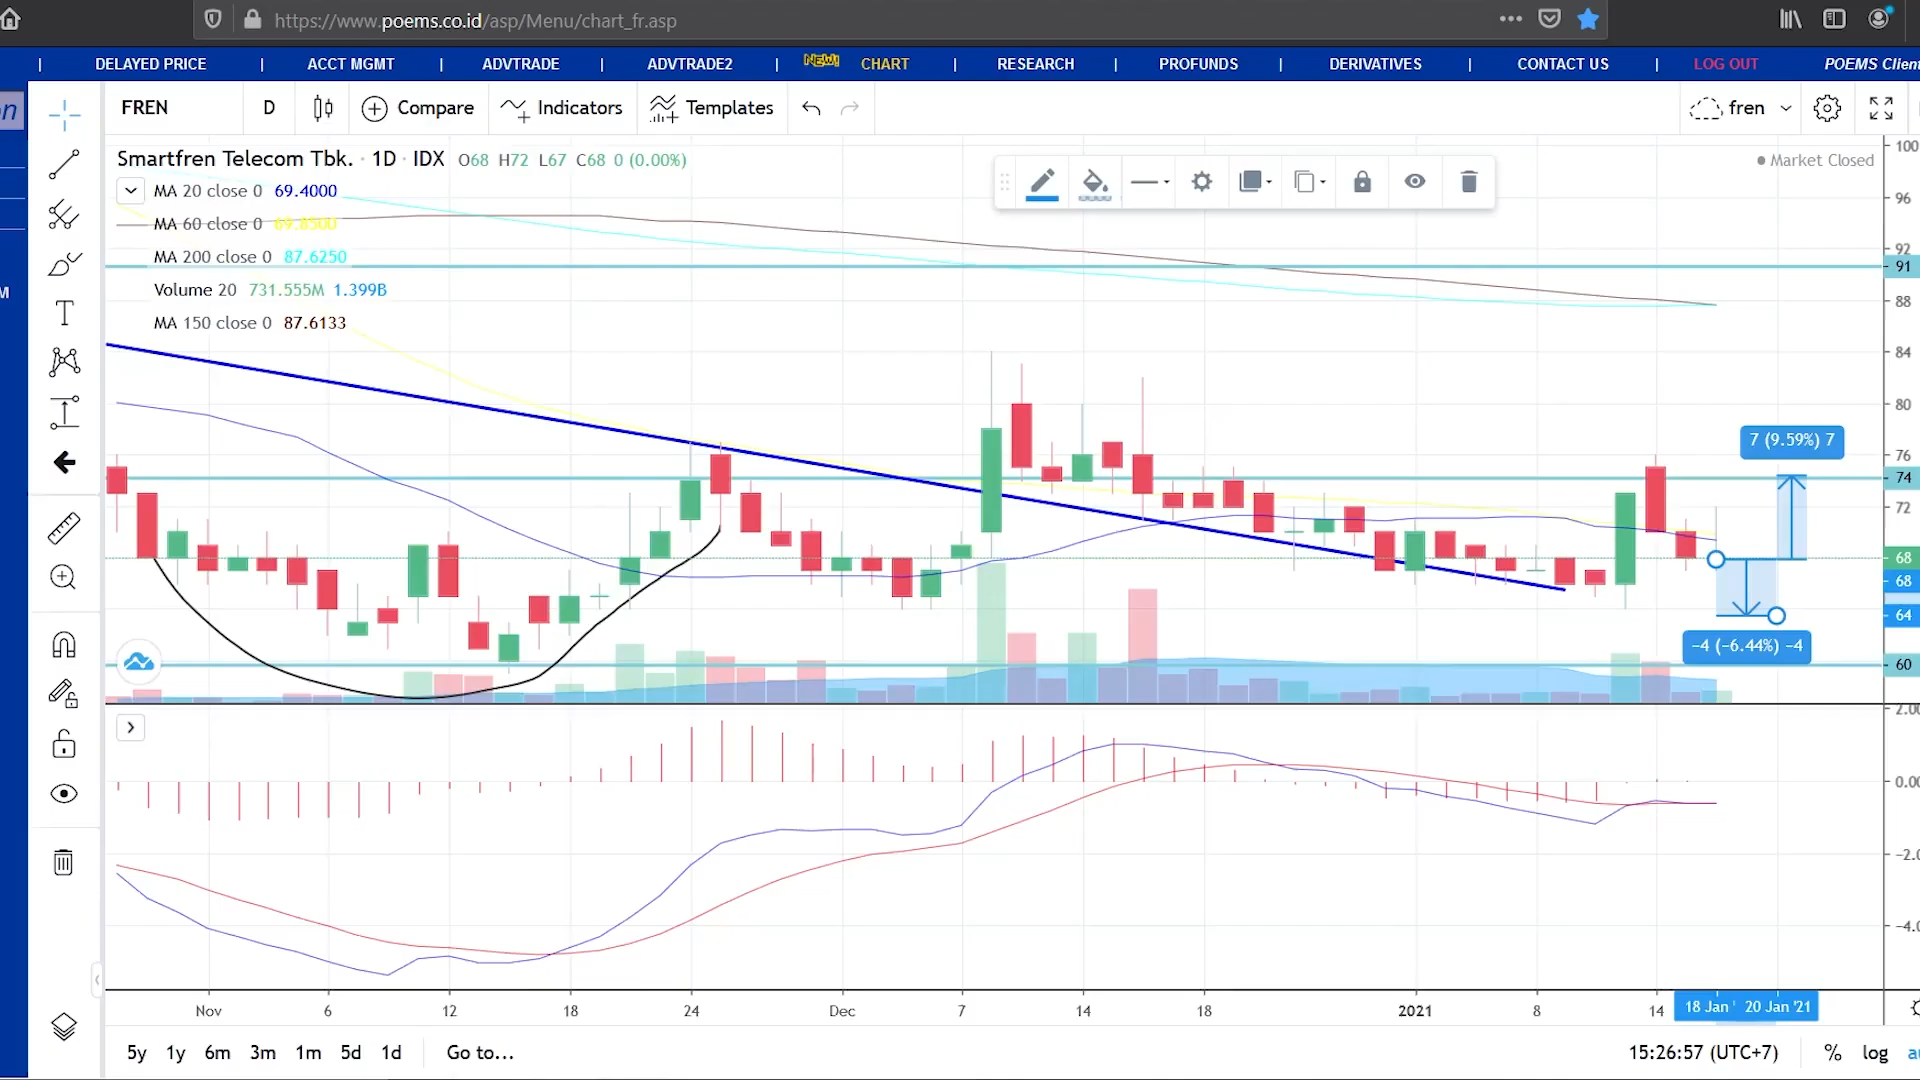 https://www.poems.co.id/asp/Menu/chart_fr.asp
| DELAYED PRICE | ACCT MGMT | ADVTRADE | ADVTRADE2 | NEW! CHART | RESEARCH | PROFUNDS | DERIVATIVES | CONTACT US | LOG OUT POEMS Client
on
M
FREN D Compare Indicators Templates fren
Smartfren Telecom Tbk. · 1D · IDX O68 H72 L67 C68 0 (0.00%)
Market Closed
MA 20 close 0 69.4000
MA 60 close 0 69.8500
MA 200 close 0 87.6250
Volume 20 731.555M 1.399B
MA 150 close 0 87.6133
T
100
96
92
91
88
84
80
76
74
72
68
68
64
60
7 (9.59%) 7
−4 (−6.44%) −4
2.00
0.00
−2.0
−4.0
Nov 6 12 18 24 Dec 7 14 18 2021 8 14 18 Jan ' 20 Jan '21
5y 1y 6m 3m 1m 5d 1d Go to... 15:26:57 (UTC+7) % log au